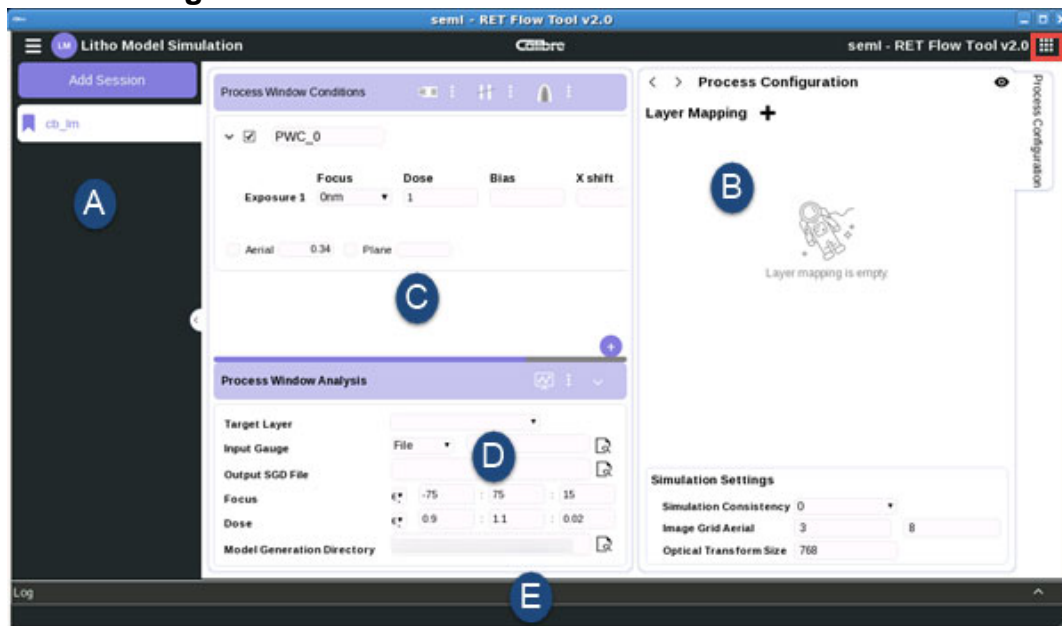 semi - RET Flow Tool v2.0
LM Litho Model Simulation Calibre semi - RET Flow Tool v2.0
Add Session
cb_lm
A
Process Window Conditions
PWC_0
Focus Dose Bias X shift
Exposure 1 0nm 1
Aerial 0.34 Plane
C
Process Window Analysis
Target Layer
Input Gauge File
D
Output SGD File
Focus -75 : 75 : 15
Dose 0.9 : 1.1 : 0.02
Model Generation Directory
Process Configuration
Layer Mapping
B
Layer mapping is empty.
Process Configuration
Simulation Settings
Simulation Consistency 0
Image Grid Aerial 3 8
Optical Transform Size 768
Log
E